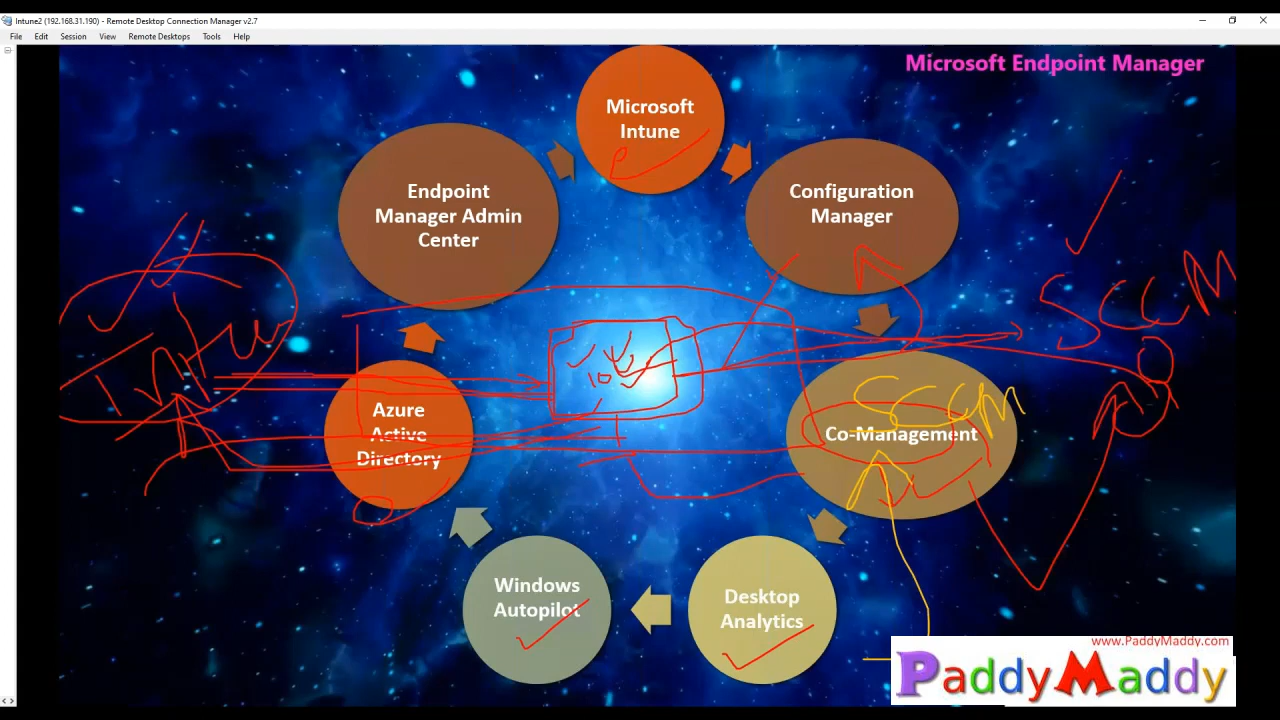 Intune2 (192.168.31.190) - Remote Desktop Connection Manager v2.7
File Edit Session View Remote Desktops Tools Help
Microsoft Endpoint Manager
Microsoft
Intune
Configuration
Manager
Endpoint
Manager Admin
Center
SCCM
Intu
10
Azure
Active
Directory
SCCM
Co-Management
Windows
Autopilot
Desktop
Analytics
www.PaddyMaddy.com
PaddyMaddy